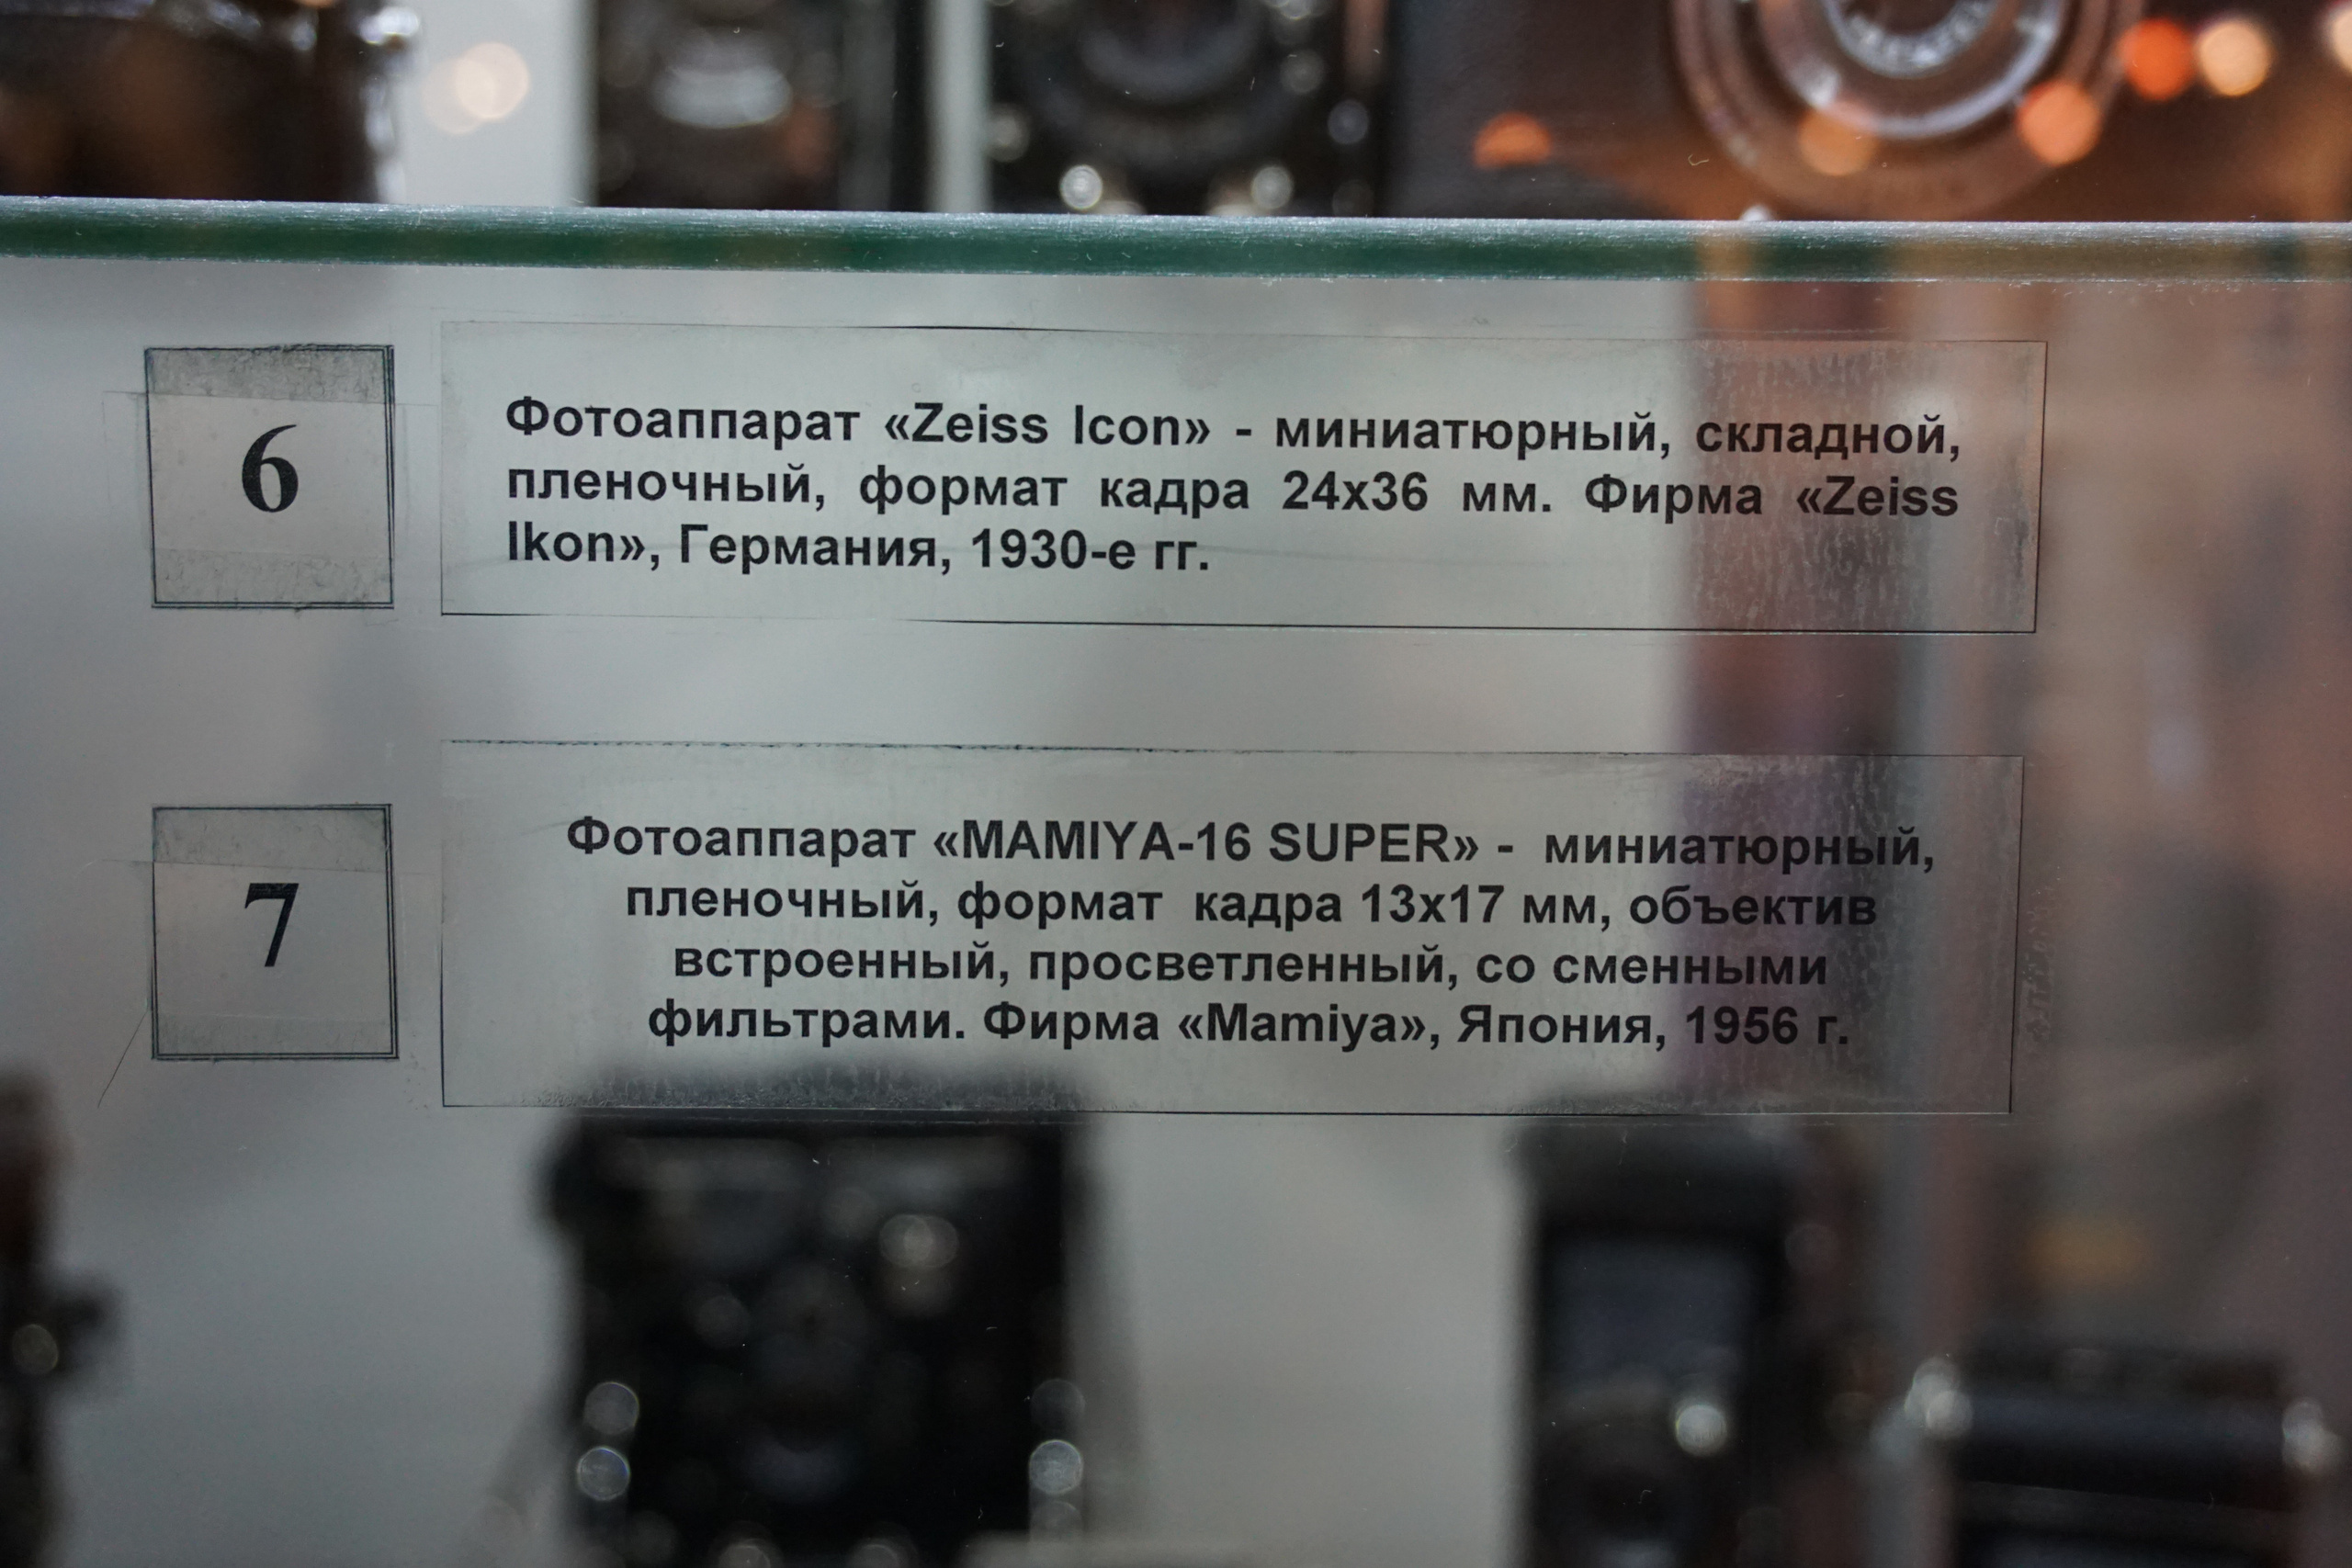 6
Фотоаппарат «Zeiss Icon» - миниатюрный, складной,
пленочный, формат кадра 24х36 мм. Фирма «Zeiss
Ikon», Германия, 1930-е гг.
7
Фотоаппарат «MAMIYA-16 SUPER» - миниатюрный,
пленочный, формат кадра 13х17 мм, объектив
встроенный, просветленный, со сменными
фильтрами. Фирма «Mamiya», Япония, 1956 г.